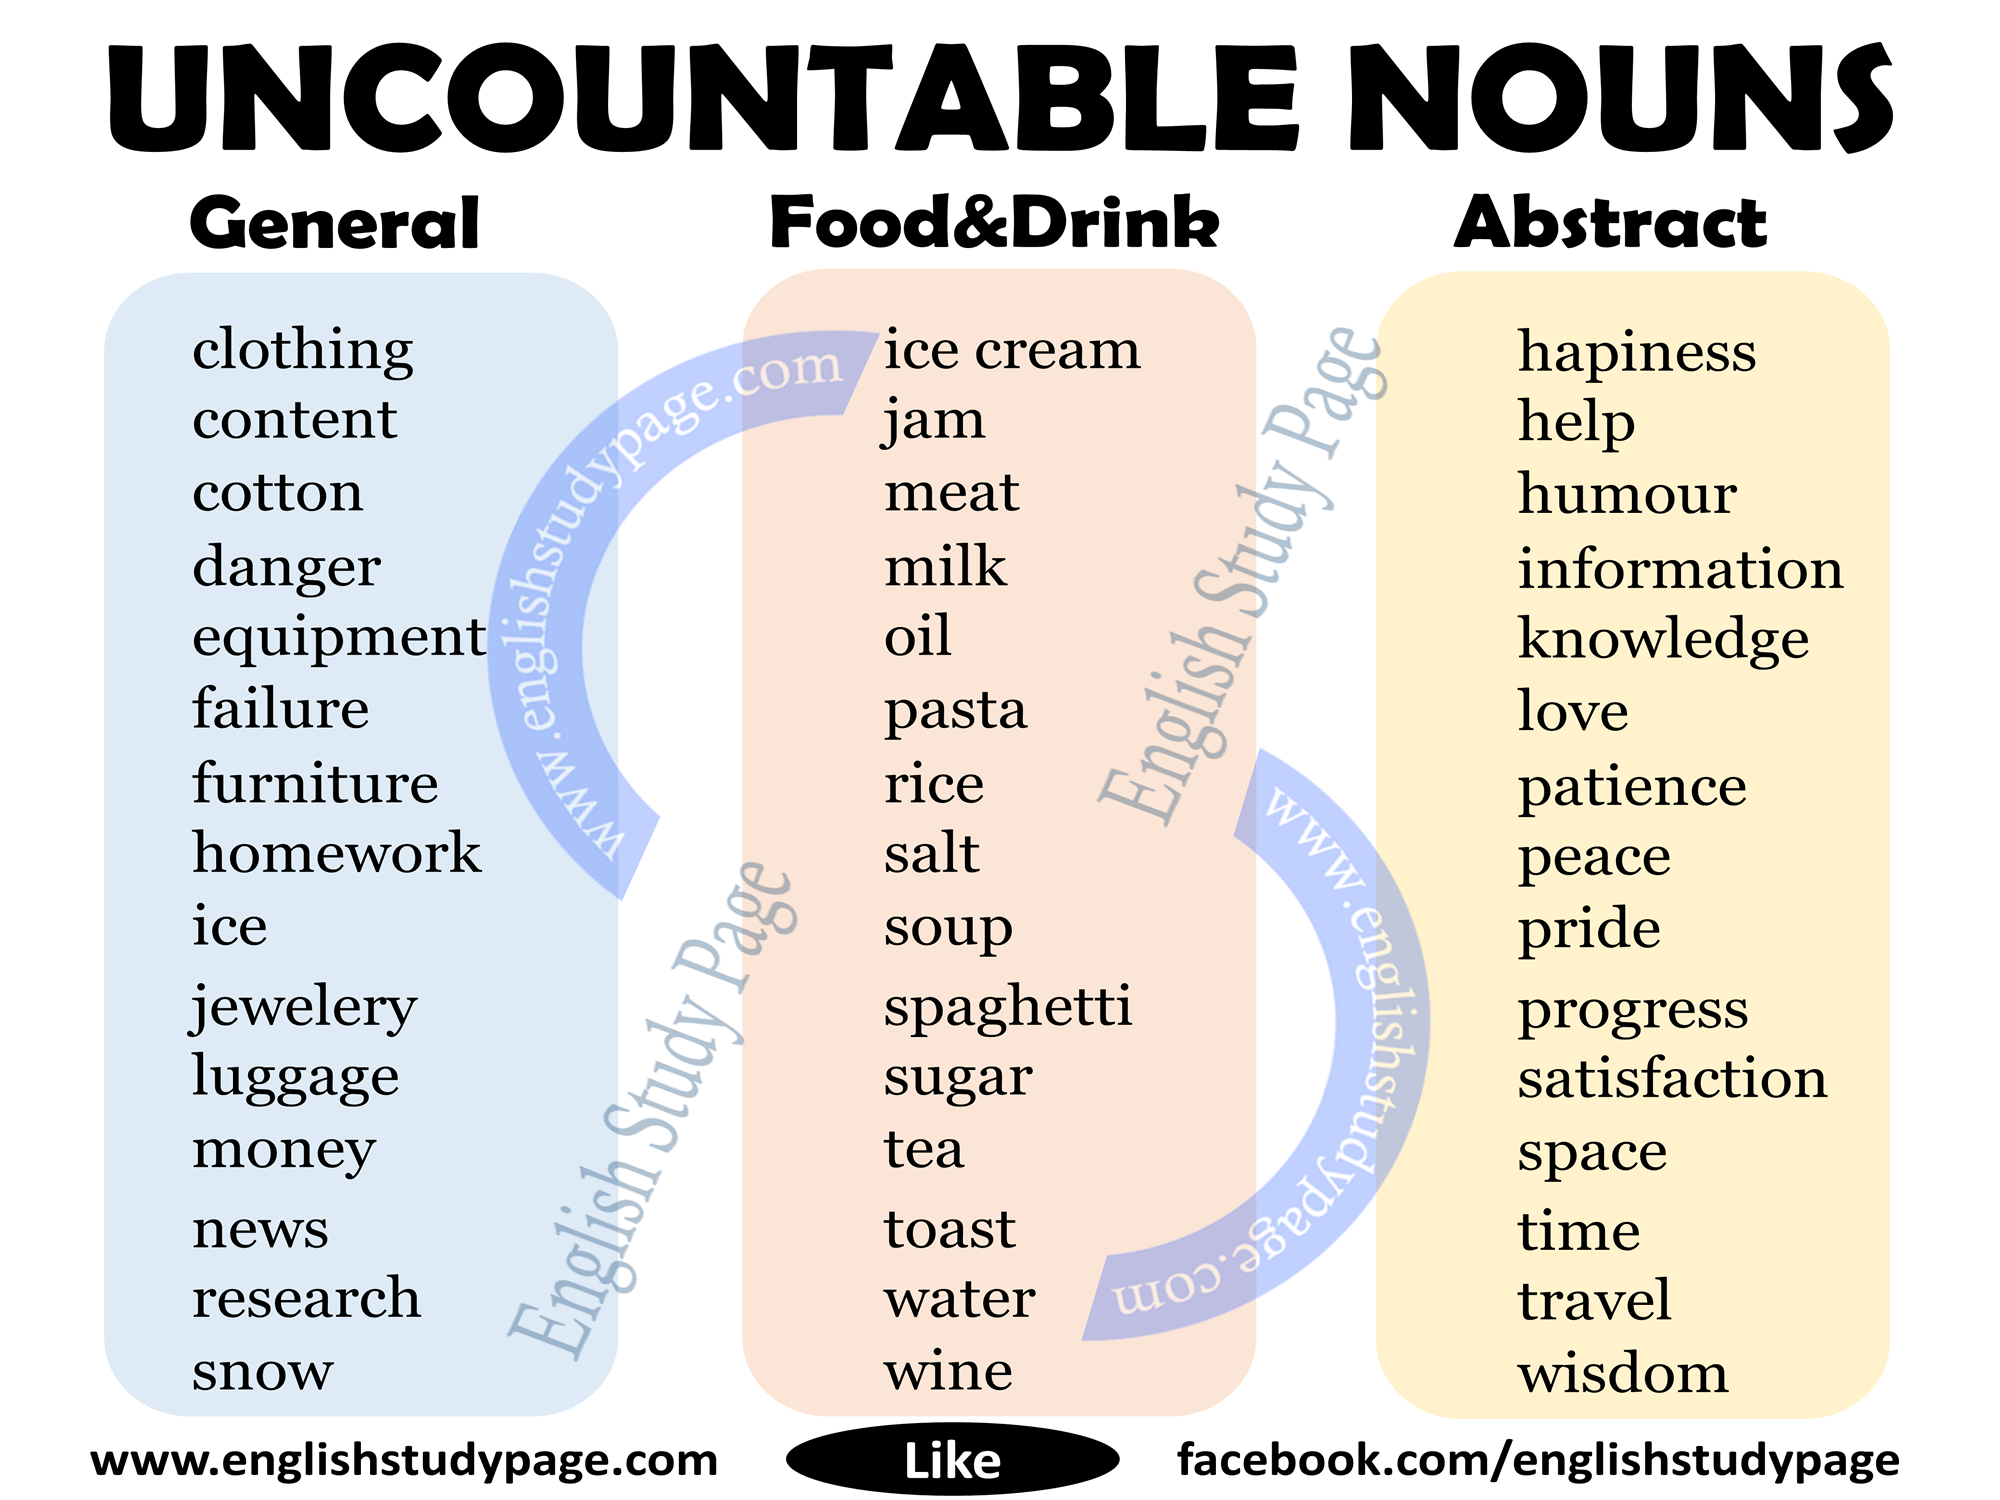 UNCOUNTABLE NOUNS
General
clothing
content
cotton
danger
equipment
failure
furniture
homework
ice
jewelery
luggage
money
news
research
snow
Food&Drink
ice cream
jam
meat
milk
oil
pasta
rice
salt
soup
spaghetti
sugar
tea
toast
water
wine
Abstract
hapiness
help
humour
information
knowledge
love
patience
peace
pride
progress
satisfaction
space
time
travel
wisdom
www.englishstudypage.com
English Study Page
English Study Page
www.englishstudypage.com
www.englishstudypage.com
Like
facebook.com/englishstudypage